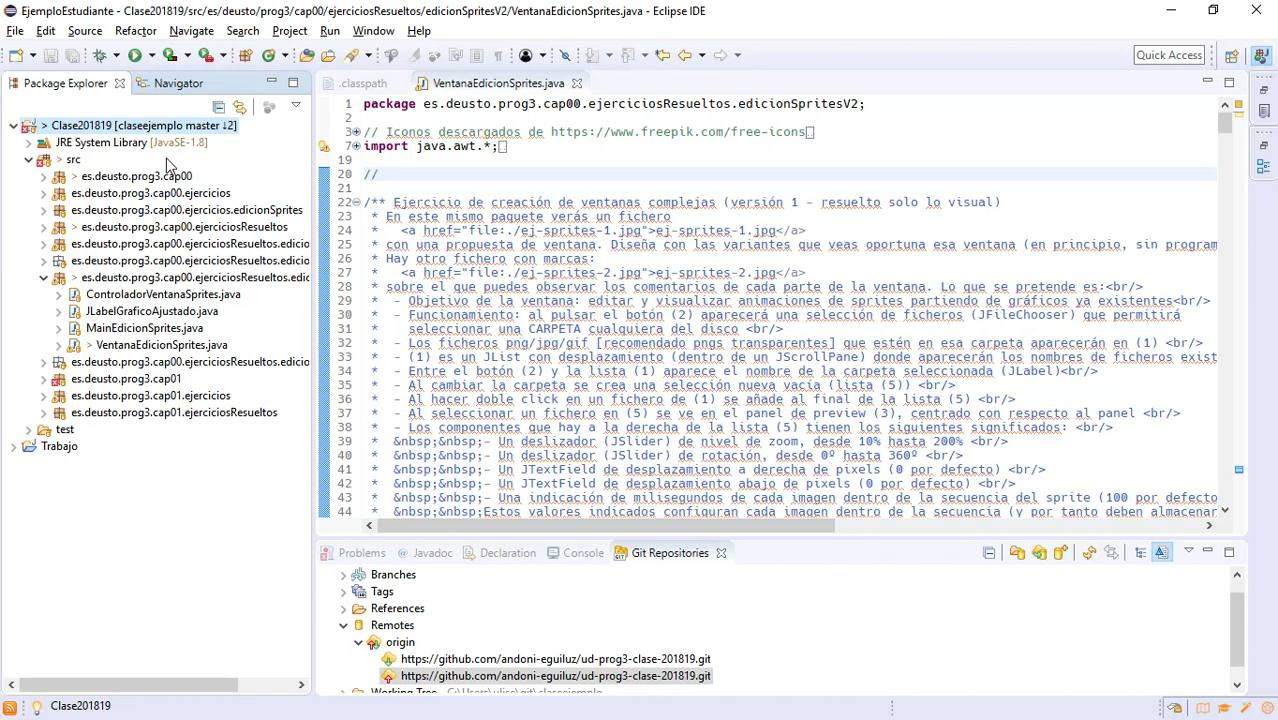 EjemploEstudiante - Clase201819/src/es/deusto/prog3/cap00/ejerciciosResueltos/edicionSpritesV2/VentanaEdicionSprites.java - Eclipse IDE
File Edit Source Refactor Navigate Search Project Run Window Help
Quick Access
Package Explorer
Navigator
> Clase201819 [claseejemplo master ↓2]
JRE System Library [JavaSE-1.8]
> src
> es.deusto.prog3.cap00
es.deusto.prog3.cap00.ejercicios
es.deusto.prog3.cap00.ejercicios.edicionSprites
> es.deusto.prog3.cap00.ejerciciosResueltos
es.deusto.prog3.cap00.ejerciciosResueltos.edicio
es.deusto.prog3.cap00.ejerciciosResueltos.edicio
> es.deusto.prog3.cap00.ejerciciosResueltos.edic
ControladorVentanaSprites.java
JLabelGraficoAjustado.java
MainEdicionSprites.java
> VentanaEdicionSprites.java
es.deusto.prog3.cap00.ejerciciosResueltos.edicio
es.deusto.prog3.cap01
es.deusto.prog3.cap01.ejercicios
es.deusto.prog3.cap01.ejerciciosResueltos
test
Trabajo
.classpath
VentanaEdicionSprites.java
1 package es.deusto.prog3.cap00.ejerciciosResueltos.edicionSpritesV2;
2
3 // Iconos descargados de https://www.freepik.com/free-icons
7 import java.awt.*;
19
20 //
21
22 /** Ejercicio de creación de ventanas complejas (versión 1 - resuelto solo lo visual)
23 * En este mismo paquete verás un fichero
24 * <a href="file:./ej-sprites-1.jpg">ej-sprites-1.jpg</a>
25 * con una propuesta de ventana. Diseña con las variantes que veas oportuna esa ventana (en principio, sin program
26 * Hay otro fichero con marcas:
27 * <a href="file:./ej-sprites-2.jpg">ej-sprites-2.jpg</a>
28 * sobre el que puedes observar los comentarios de cada parte de la ventana. Lo que se pretende es:<br/>
29 * - Objetivo de la ventana: editar y visualizar animaciones de sprites partiendo de gráficos ya existentes<br/>
30 * - Funcionamiento: al pulsar el botón (2) aparecerá una selección de ficheros (JFileChooser) que permitirá
31 * seleccionar una CARPETA cualquiera del disco <br/>
32 * - Los ficheros png/jpg/gif [recomendado pngs transparentes] que estén en esa carpeta aparecerán en (1) <br/>
33 * - (1) es un JList con desplazamiento (dentro de un JScrollPane) donde aparecerán los nombres de ficheros exist
34 * - Entre el botón (2) y la lista (1) aparece el nombre de la carpeta seleccionada (JLabel)<br/>
35 * - Al cambiar la carpeta se crea una selección nueva vacía (lista (5)) <br/>
36 * - Al hacer doble click en un fichero de (1) se añade al final de la lista (5) <br/>
37 * - Al seleccionar un fichero en (5) se ve en el panel de preview (3), centrado con respecto al panel <br/>
38 * - Los componentes que hay a la derecha de la lista (5) tienen los siguientes significados: <br/>
39 * &nbsp;&nbsp;- Un deslizador (JSlider) de nivel de zoom, desde 10% hasta 200% <br/>
40 * &nbsp;&nbsp;- Un deslizador (JSlider) de rotación, desde 0º hasta 360º <br/>
41 * &nbsp;&nbsp;- Un JTextField de desplazamiento a derecha de pixels (0 por defecto) <br/>
42 * &nbsp;&nbsp;- Un JTextField de desplazamiento abajo de pixels (0 por defecto) <br/>
43 * &nbsp;&nbsp;- Una indicación de milisegundos de cada imagen dentro de la secuencia del sprite (100 por defecto
44 * &nbsp;&nbsp;Estos valores indicados configuran cada imagen dentro de la secuencia (y por tanto deben almacenar
Problems
Javadoc
Declaration
Console
Git Repositories
Branches
Tags
References
Remotes
origin
https://github.com/andoni-eguiluz/ud-prog3-clase-201819.git
https://github.com/andoni-eguiluz/ud-prog3-clase-201819.git
Clase201819